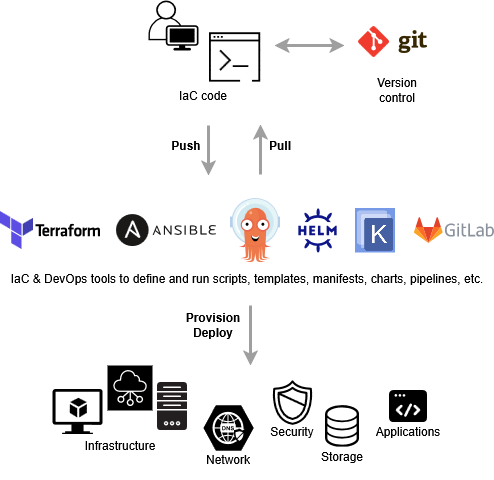 git
IaC code
Version
control
Push
Pull
Terraform
A ANSIBLE
HELM
K
GitLab
IaC & DevOps tools to define and run scripts, templates, manifests, charts, pipelines, etc.
Provision
Deploy
DNS
Infrastructure
Network
Security
Storage
Applications